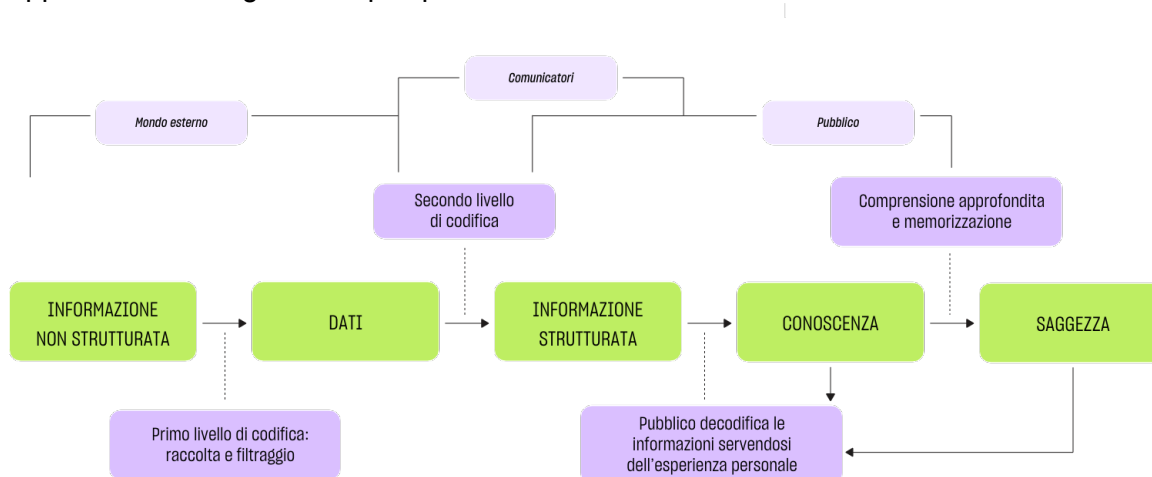 Comunicatori
Mondo esterno
Pubblico
Secondo livello
di codifica
Comprensione approfondita
e memorizzazione
INFORMAZIONE
NON STRUTTURATA
DATI
INFORMAZIONE
STRUTTURATA
CONOSCENZA
SAGGEZZA
Primo livello di codifica:
raccolta e filtraggio
Pubblico decodifica le
informazioni servendosi
dell'esperienza personale